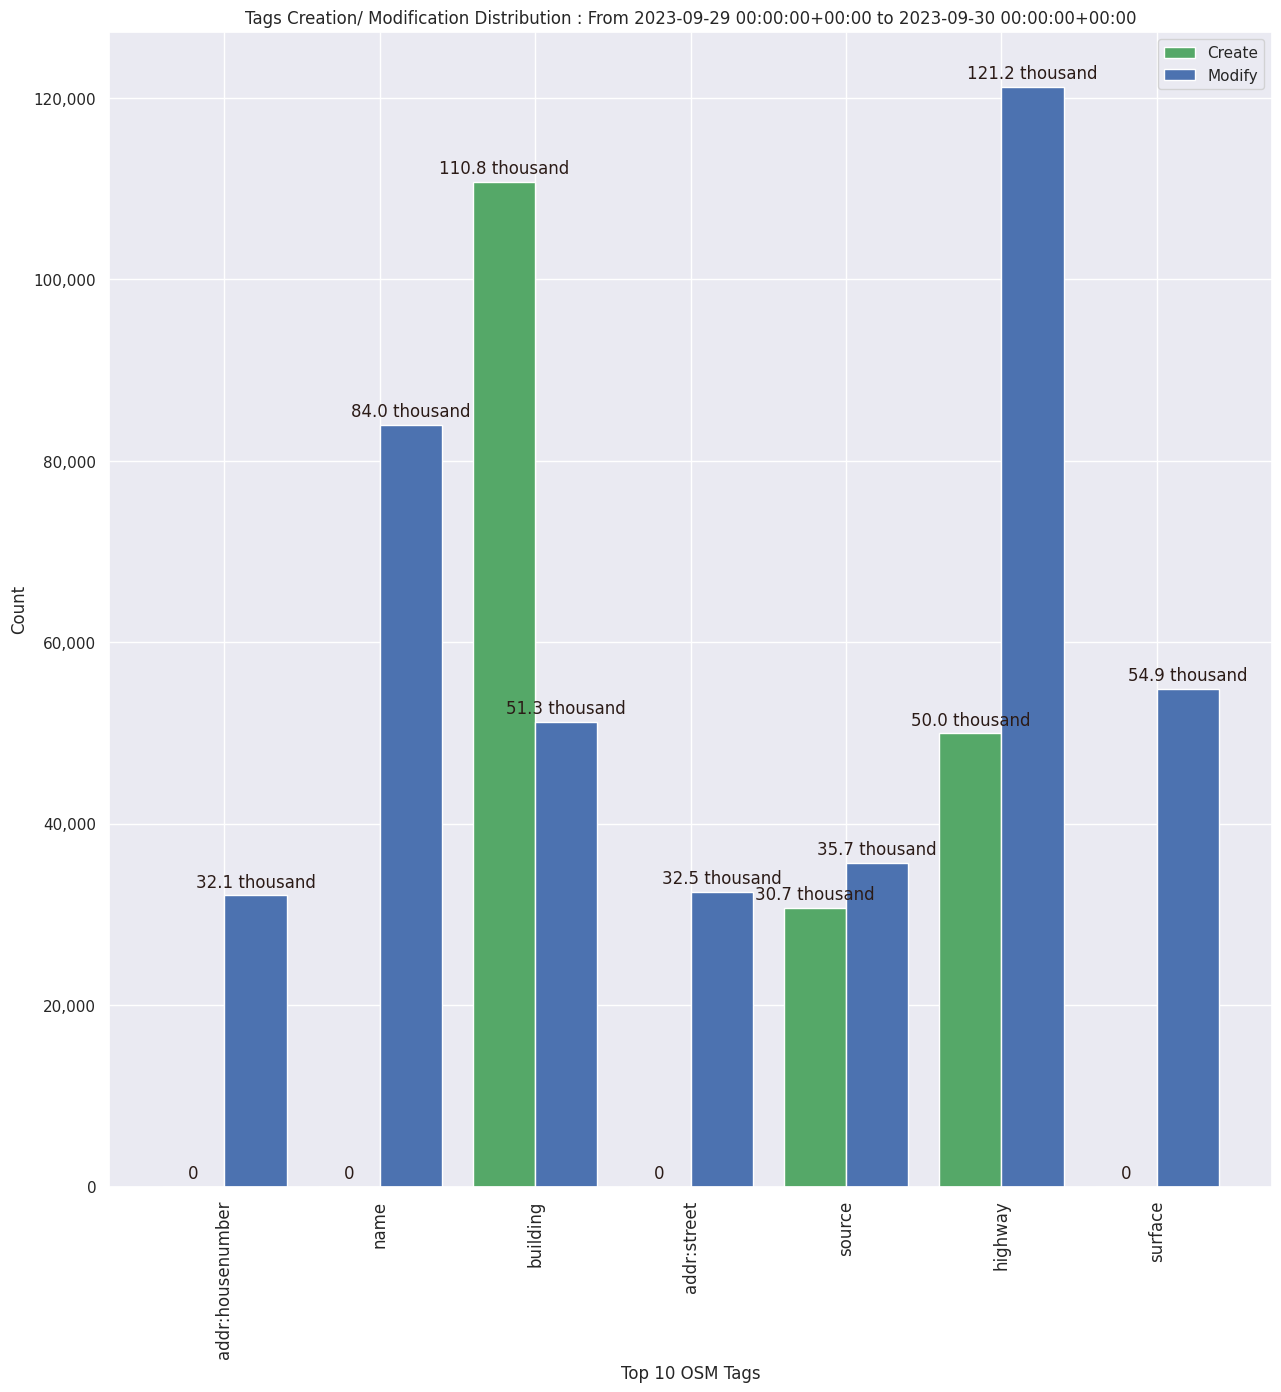 Tags Creation/ Modification Distribution : From 2023-09-29 00:00:00+00:00 to 2023-09-30 00:00:00+00:00
Create
Modify
121.2 thousand
120,000
110.8 thousand
100,000
84.0 thousand
80,000
60,000
54.9 thousand
51.3 thousand
50.0 thousand
Count
40,000
35.7 thousand
32.1 thousand
32.5 thousand
30.7 thousand
20,000
0
0
0
0
0
addr:housenumber
name
building
addr:street
source
highway
surface
Top 10 OSM Tags